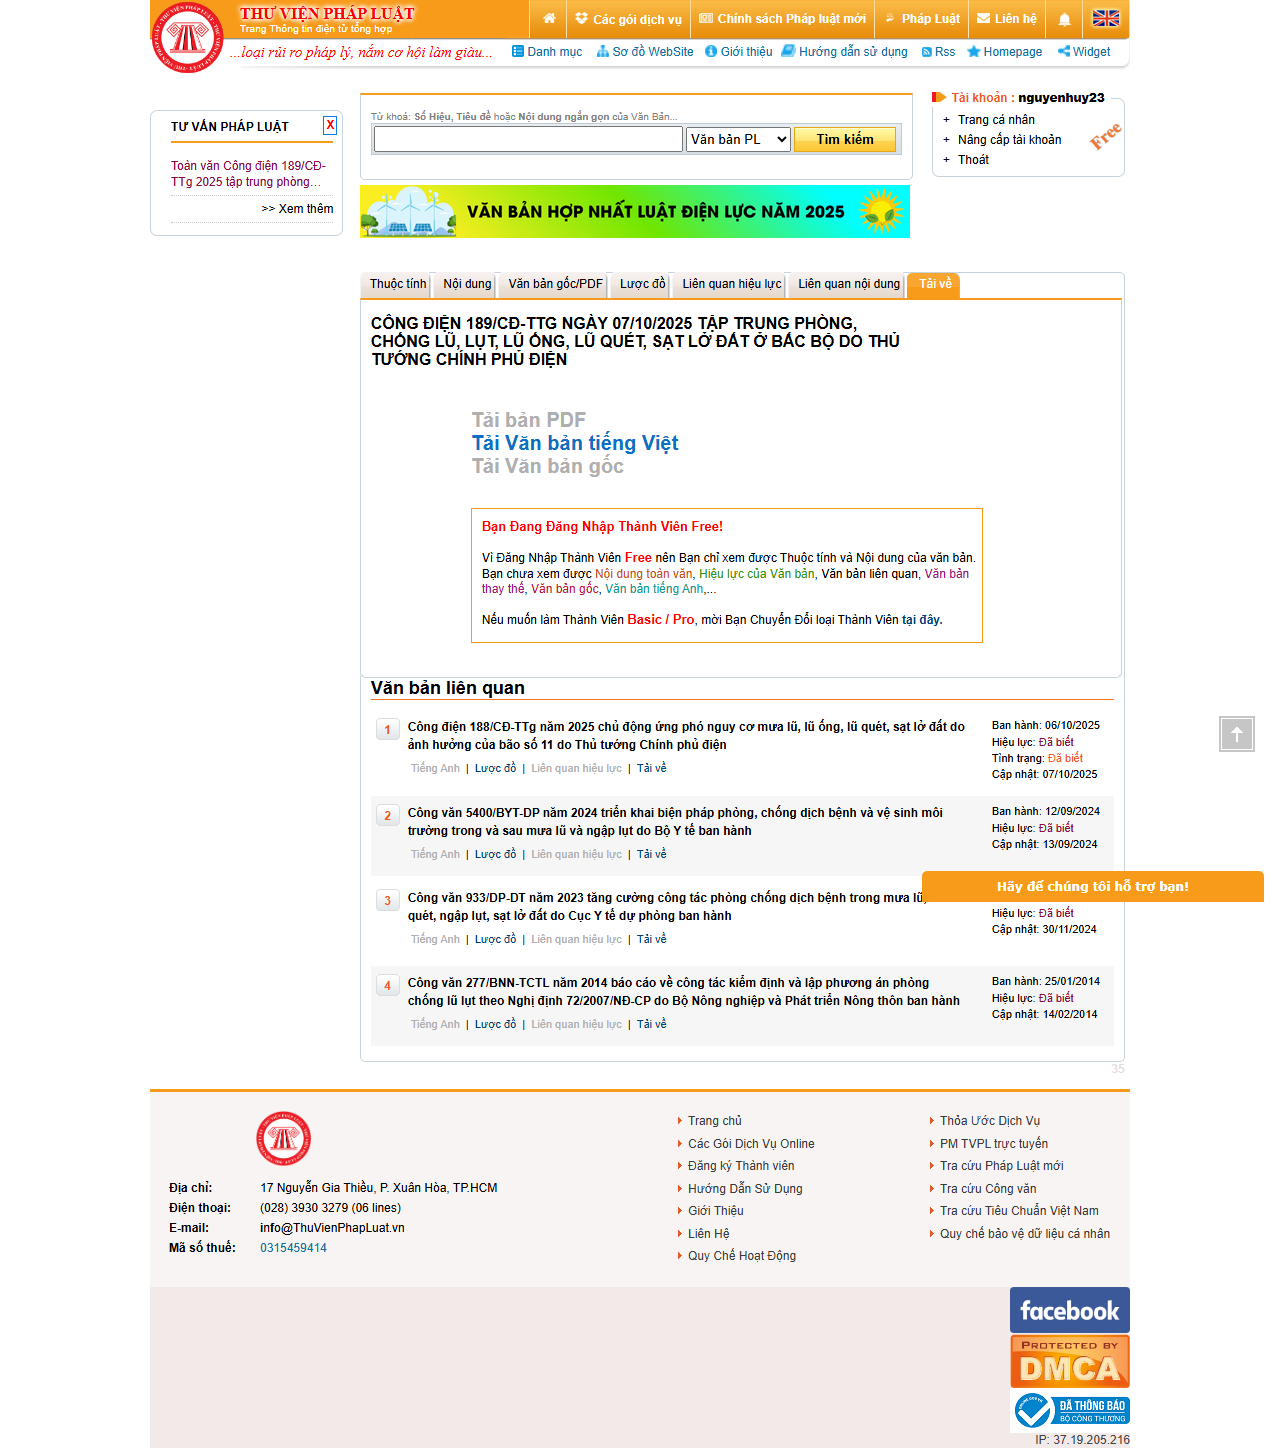 THƯ VIỆN PHÁP LUẬT
Trang Thông tin điện tử tổng hợp
Các gói dịch vụ
Chính sách Pháp luật mới
Pháp Luật
Liên hệ
...loại rủi ro pháp lý, nắm cơ hội làm giàu...
Danh mục
Sơ đồ WebSite
Giới thiệu
Hướng dẫn sử dụng
Rss
Homepage
Widget
TƯ VẤN PHÁP LUẬT
X
Toàn văn Công điện 189/CĐ-
TTg 2025 tập trung phòng…
>> Xem thêm
Từ khoá: Số Hiệu, Tiêu đề hoặc Nội dung ngắn gọn của Văn Bản...
Văn bản PL
Tìm kiếm
Tài khoản : nguyenhuy23
+ Trang cá nhân
+ Nâng cấp tài khoản
+ Thoát
Free
VĂN BẢN HỢP NHẤT LUẬT ĐIỆN LỰC NĂM 2025
Thuộc tính
Nội dung
Văn bản gốc/PDF
Lược đồ
Liên quan hiệu lực
Liên quan nội dung
Tải về
CÔNG ĐIỆN 189/CĐ-TTG NGÀY 07/10/2025 TẬP TRUNG PHÒNG,
CHỐNG LŨ, LỤT, LŨ ỐNG, LŨ QUÉT, SẠT LỞ ĐẤT Ở BẮC BỘ DO THỦ
TƯỚNG CHÍNH PHỦ ĐIỆN
Tải bản PDF
Tải Văn bản tiếng Việt
Tải Văn bản gốc
Bạn Đang Đăng Nhập Thành Viên Free!
Vì Đăng Nhập Thành Viên Free nên Bạn chỉ xem được Thuộc tính và Nội dung của văn bản.
Bạn chưa xem được Nội dung toàn văn, Hiệu lực của Văn bản, Văn bản liên quan, Văn bản
thay thế, Văn bản gốc, Văn bản tiếng Anh,...
Nếu muốn làm Thành Viên Basic / Pro, mời Bạn Chuyển Đổi loại Thành Viên tại đây.
Văn bản liên quan
1
Công điện 188/CĐ-TTg năm 2025 chủ động ứng phó nguy cơ mưa lũ, lũ ống, lũ quét, sạt lở đất do
ảnh hưởng của bão số 11 do Thủ tướng Chính phủ điện
Tiếng Anh | Lược đồ | Liên quan hiệu lực | Tải về
Ban hành: 06/10/2025
Hiệu lực: Đã biết
Tình trạng: Đã biết
Cập nhật: 07/10/2025
2
Công văn 5400/BYT-DP năm 2024 triển khai biện pháp phòng, chống dịch bệnh và vệ sinh môi
trường trong và sau mưa lũ và ngập lụt do Bộ Y tế ban hành
Tiếng Anh | Lược đồ | Liên quan hiệu lực | Tải về
Ban hành: 12/09/2024
Hiệu lực: Đã biết
Cập nhật: 13/09/2024
3
Công văn 933/DP-DT năm 2023 tăng cường công tác phòng chống dịch bệnh trong mưa lũ,
quét, ngập lụt, sạt lở đất do Cục Y tế dự phòng ban hành
Tiếng Anh | Lược đồ | Liên quan hiệu lực | Tải về
Hãy để chúng tôi hỗ trợ bạn!
Hiệu lực: Đã biết
Cập nhật: 30/11/2024
4
Công văn 277/BNN-TCTL năm 2014 báo cáo về công tác kiểm định và lập phương án phòng
chống lũ lụt theo Nghị định 72/2007/NĐ-CP do Bộ Nông nghiệp và Phát triển Nông thôn ban hành
Tiếng Anh | Lược đồ | Liên quan hiệu lực | Tải về
Ban hành: 25/01/2014
Hiệu lực: Đã biết
Cập nhật: 14/02/2014
35
Địa chỉ: 17 Nguyễn Gia Thiều, P. Xuân Hòa, TP.HCM
Điện thoại: (028) 3930 3279 (06 lines)
E-mail: info@ThuVienPhapLuat.vn
Mã số thuế: 0315459414
Trang chủ
Các Gói Dịch Vụ Online
Đăng ký Thành viên
Hướng Dẫn Sử Dụng
Giới Thiệu
Liên Hệ
Quy Chế Hoạt Động
Thỏa Ước Dịch Vụ
PM TVPL trực tuyến
Tra cứu Pháp Luật mới
Tra cứu Công văn
Tra cứu Tiêu Chuẩn Việt Nam
Quy chế bảo vệ dữ liệu cá nhân
facebook
PROTECTED BY
DMCA
ĐÃ THÔNG BÁO
BỘ CÔNG THƯƠNG
IP: 37.19.205.216